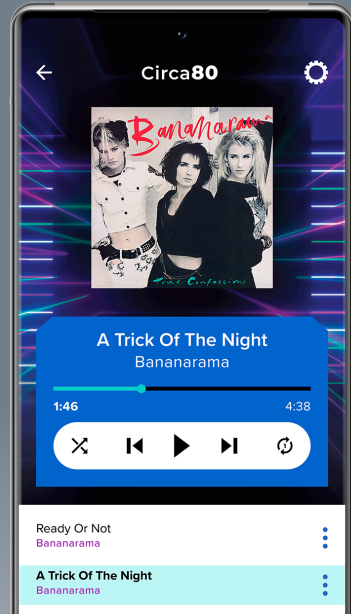 Circa80
Bananarama
True Confessions
A Trick Of The Night
Bananarama
1:46
4:38
Ready Or Not
Bananarama
A Trick Of The Night
Bananarama